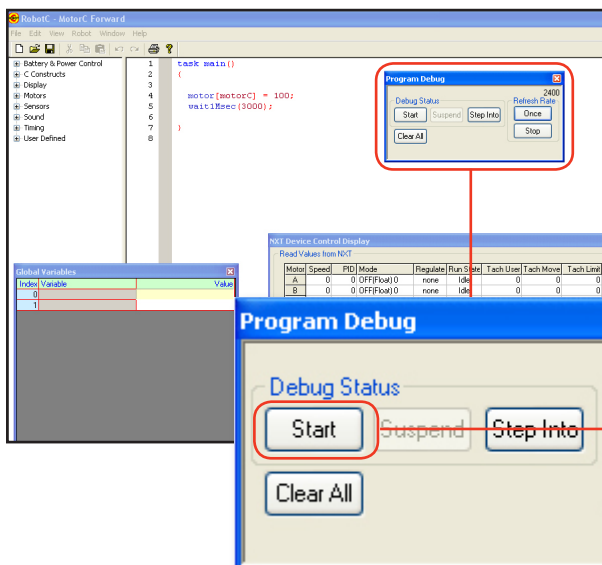 RobotC - MotorC Forward
File Edit View Robot Window Help
Battery & Power Control
C Constructs
Display
Motors
Sensors
Sound
Timing
User Defined
1 task main()
2 {
3
4 motor[motorC] = 100;
5 wait1Msec(3000);
6
7 }
8
Program Debug
2400
Debug Status
Refresh Rate
Start Suspend Step Into
Once
Clear All
Stop
NXT Device Control Display
Read Values from NXT
Motor Speed PID Mode Regulate Run State Tach User Tach Move Tach Limit
A 0 0 OFF(Float) 0 none Idle 0 0 0
B 0 0 OFF(Float) 0 none Idle 0 0 0
Global Variables
Index Variable Value
0
1
Program Debug
Debug Status
Start Suspend Step Into
Clear All